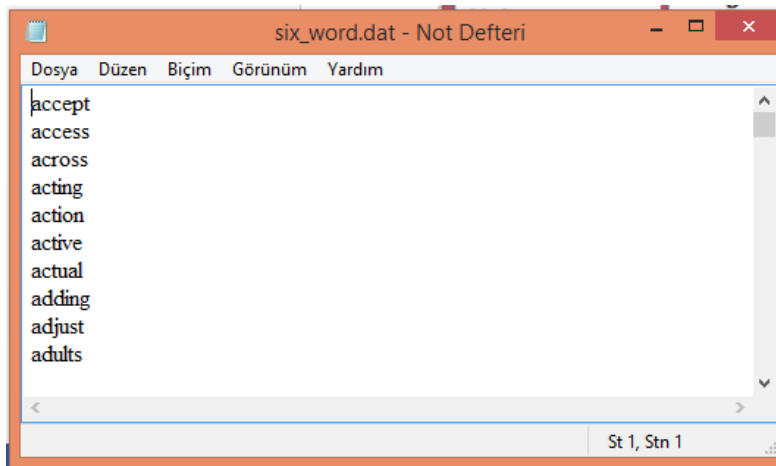 six_word.dat - Not Defteri
Dosya Düzen Biçim Görünüm Yardım
accept
access
across
acting
action
active
actual
adding
adjust
adults
St 1, Stn 1